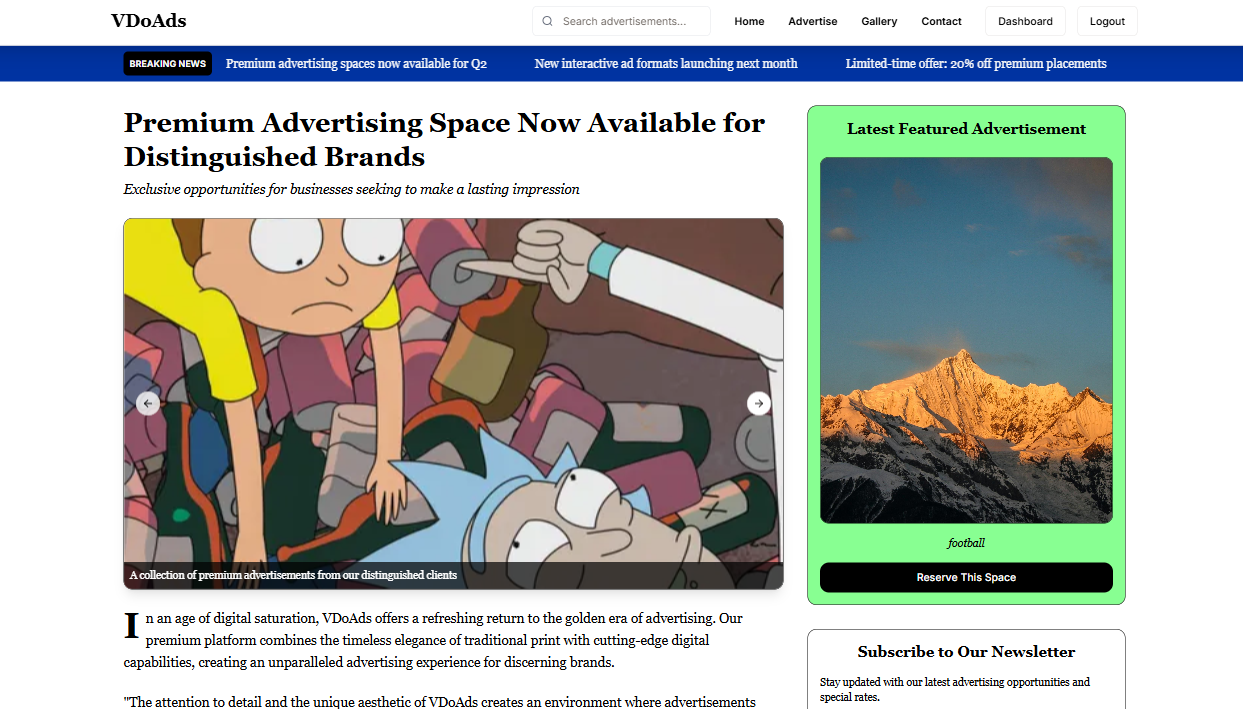 VDoAds
Search advertisements...
Home
Advertise
Gallery
Contact
Dashboard
Logout
BREAKING NEWS
Premium advertising spaces now available for Q2
New interactive ad formats launching next month
Limited-time offer: 20% off premium placements
Premium Advertising Space Now Available for
Distinguished Brands
Exclusive opportunities for businesses seeking to make a lasting impression
A collection of premium advertisements from our distinguished clients
In an age of digital saturation, VDoAds offers a refreshing return to the golden era of advertising. Our
premium platform combines the timeless elegance of traditional print with cutting-edge digital
capabilities, creating an unparalleled advertising experience for discerning brands.
"The attention to detail and the unique aesthetic of VDoAds creates an environment where advertisements
Latest Featured Advertisement
football
Reserve This Space
Subscribe to Our Newsletter
Stay updated with our latest advertising opportunities and
special rates.